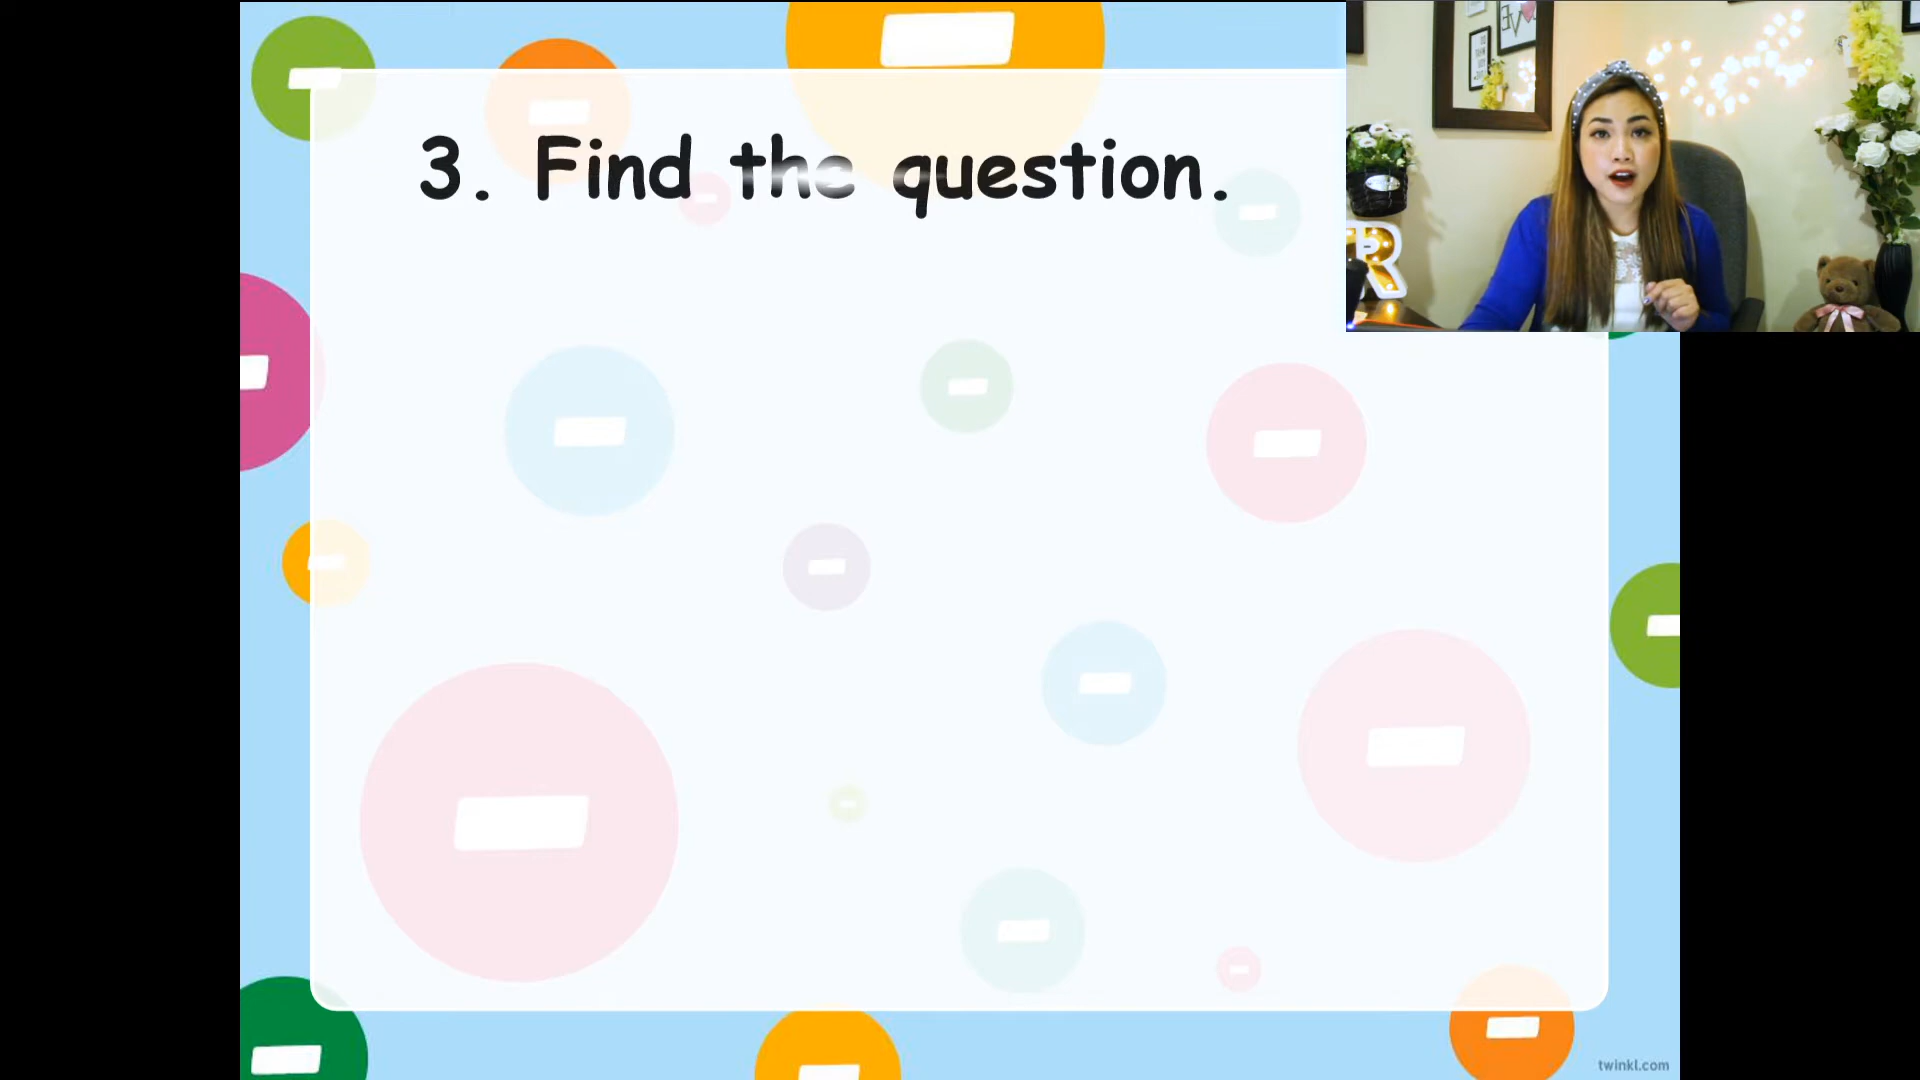 3. Find the question.
twinkl.com